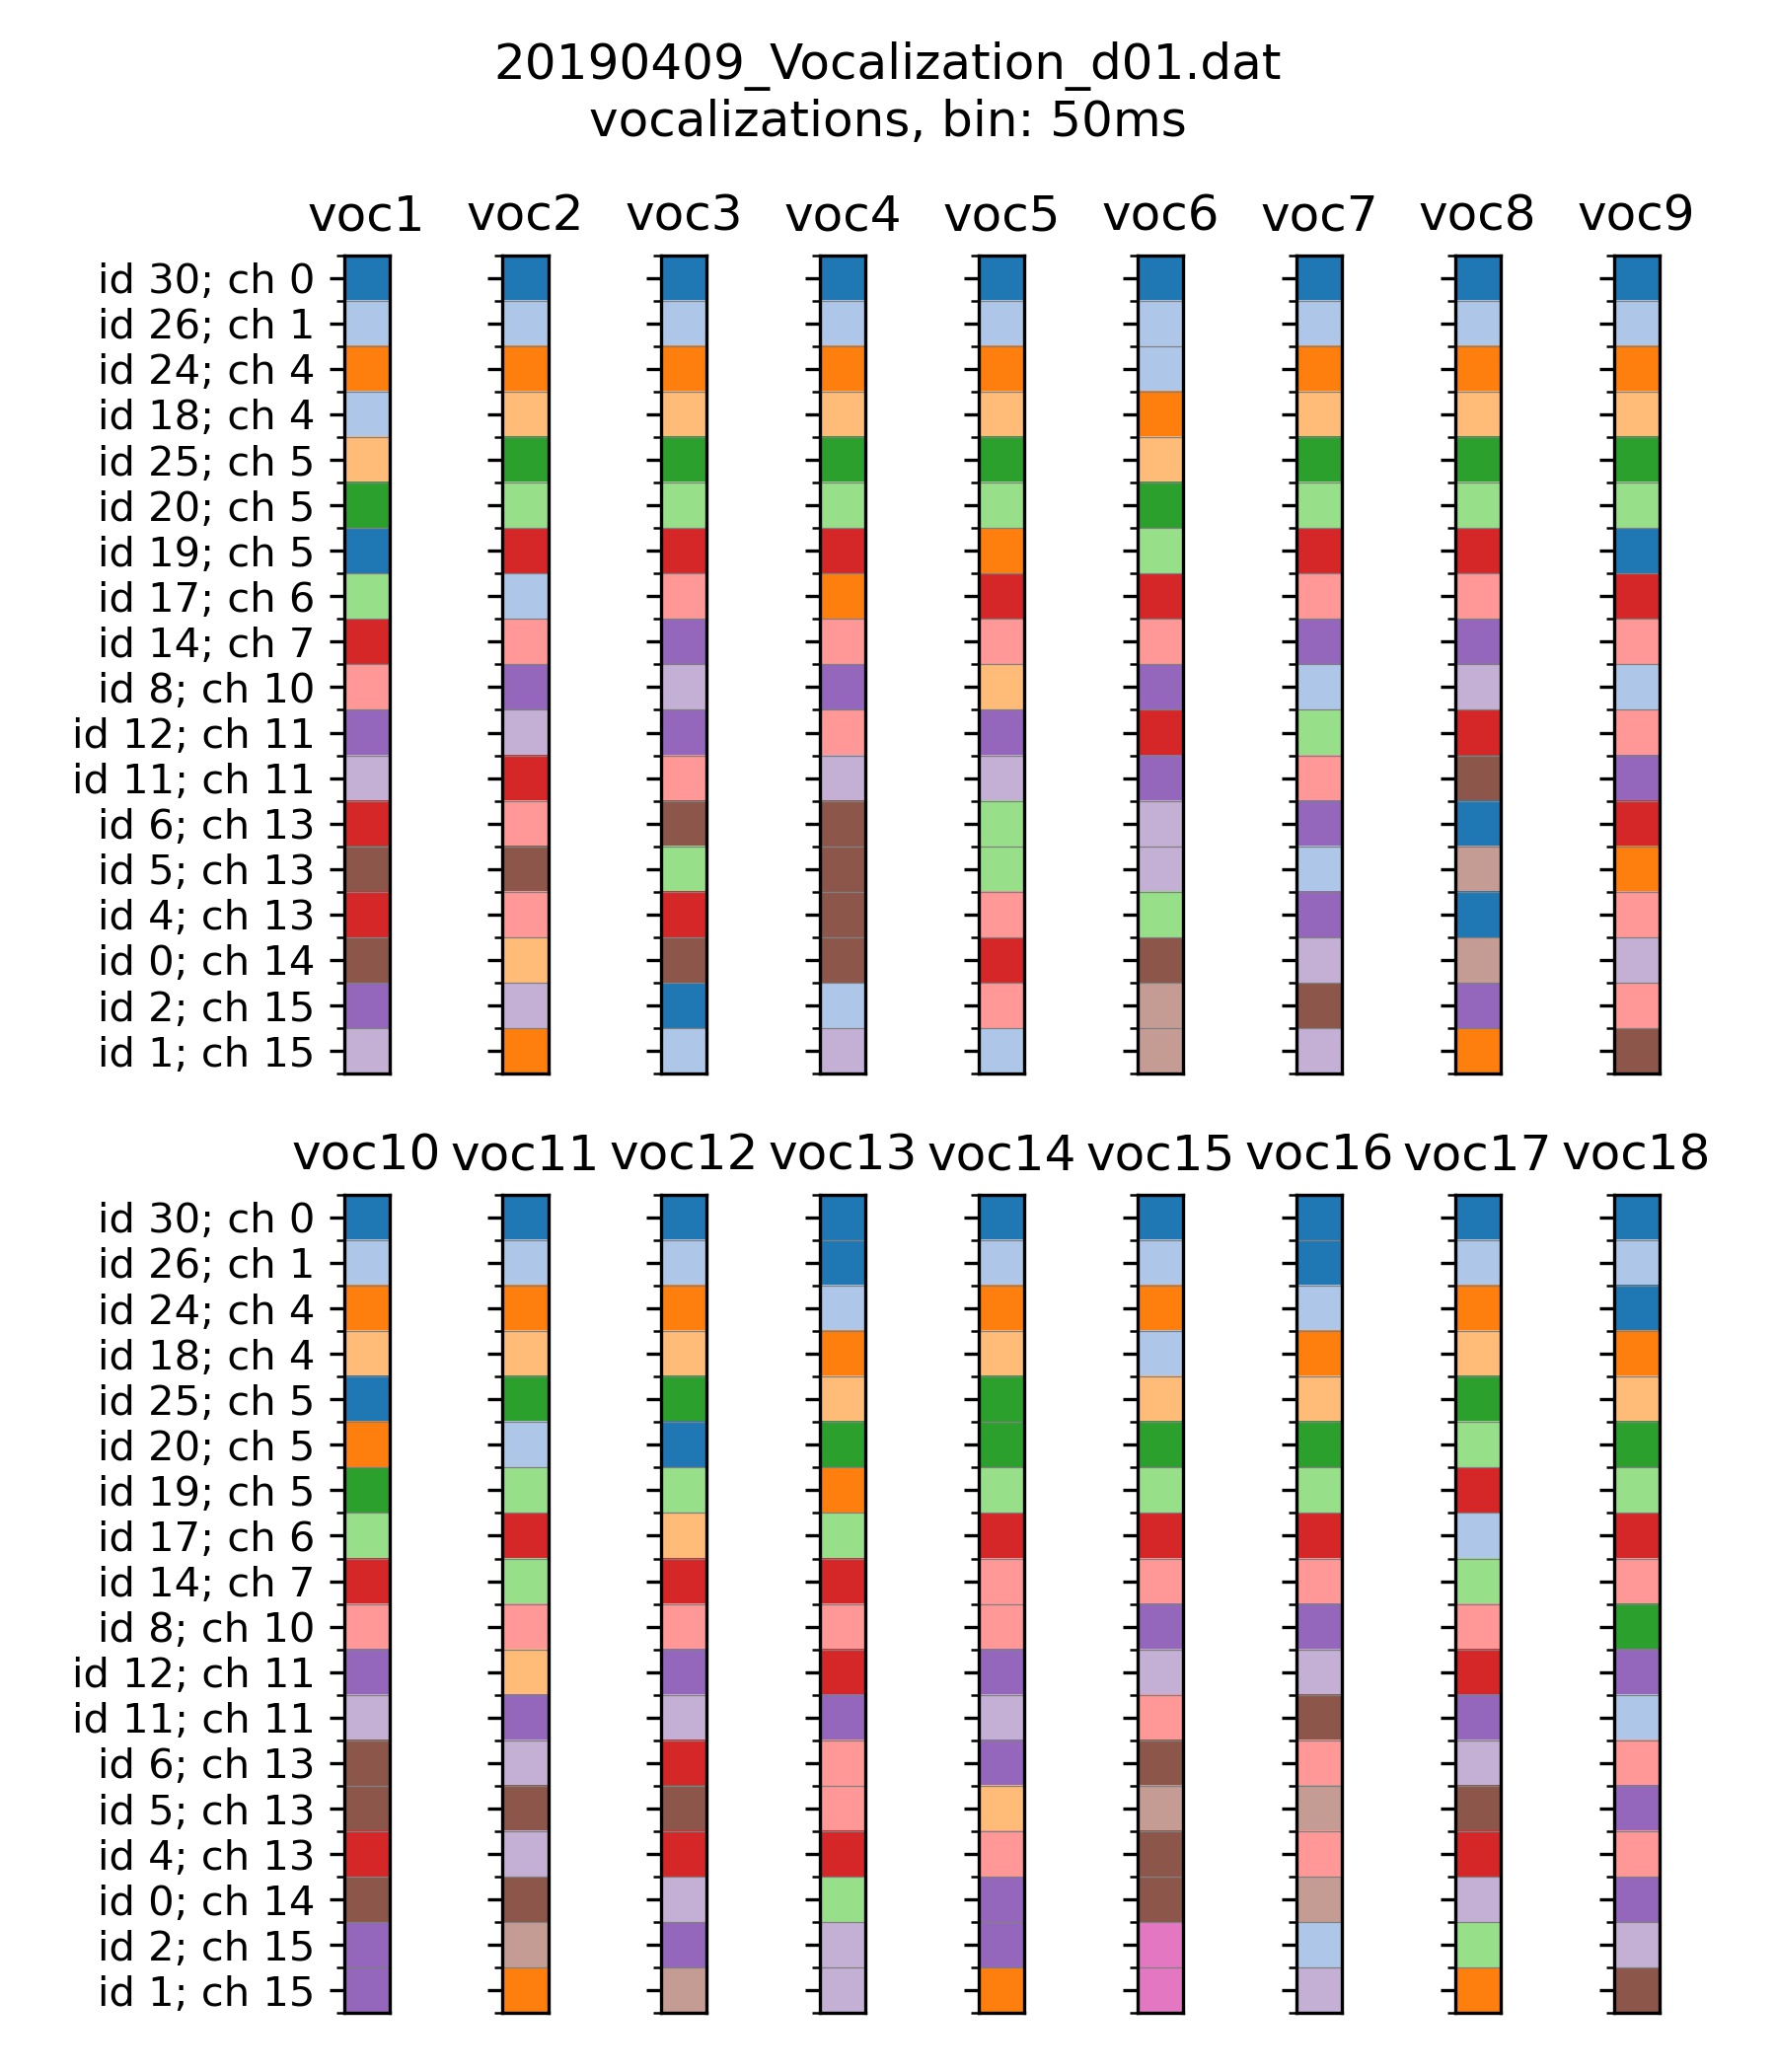 20190409_Vocalization_d01.dat
vocalizations, bin: 50ms
voc1 voc2 voc3 voc4 voc5 voc6 voc7 voc8 voc9
id 30; ch 0
id 26; ch 1
id 24; ch 4
id 18; ch 4
id 25; ch 5
id 20; ch 5
id 19; ch 5
id 17; ch 6
id 14; ch 7
id 8; ch 10
id 12; ch 11
id 11; ch 11
id 6; ch 13
id 5; ch 13
id 4; ch 13
id 0; ch 14
id 2; ch 15
id 1; ch 15
voc10 voc11 voc12 voc13 voc14 voc15 voc16 voc17 voc18
id 30; ch 0
id 26; ch 1
id 24; ch 4
id 18; ch 4
id 25; ch 5
id 20; ch 5
id 19; ch 5
id 17; ch 6
id 14; ch 7
id 8; ch 10
id 12; ch 11
id 11; ch 11
id 6; ch 13
id 5; ch 13
id 4; ch 13
id 0; ch 14
id 2; ch 15
id 1; ch 15